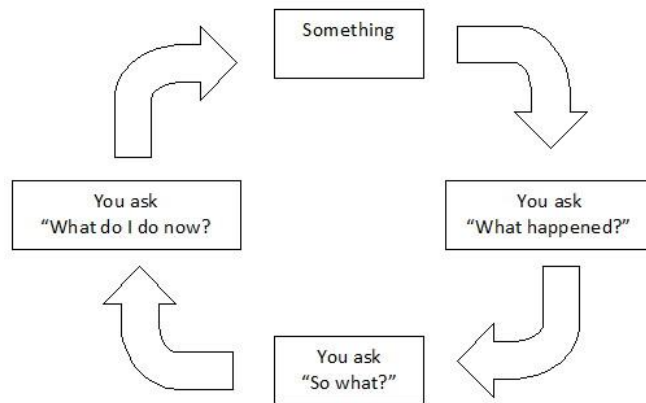 Something
You ask
“What happened?”
You ask
“So what?”
You ask
“What do I do now?